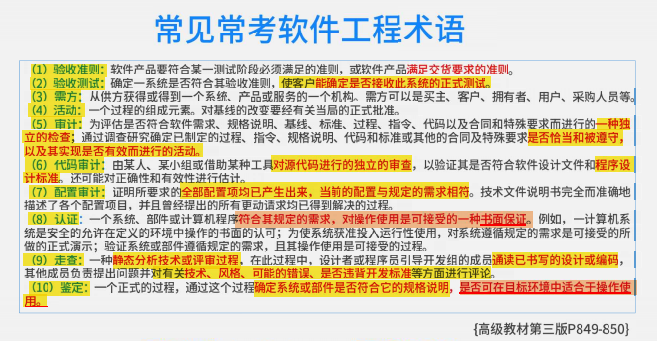 常见常考软件工程术语
（1）验收准则：软件产品要符合某一测试阶段必须满足的准则，或软件产品满足交货要求的准则。
（2）验收测试：确定一系统是否符合其验收准则，使客户能确定是否接收此系统的正式测试。
（3）需方：从供方获得或得到一个系统、产品或服务的一个机构。需方可以是买主、客户、拥有者、用户、采购人员等。
（4）活动：一个过程的组成元素。对基线的改变要经有关当局的正式批准。
（5）审计：为评估是否符合软件需求、规格说明、基线、标准、过程、指令、代码以及合同和特殊要求而进行的一种独
立的检查；通过调查研究确定已制定的过程、指令、规格说明、代码和标准或其他的合同及特殊要求是否恰当和被遵守，
以及其实现是否有效而进行的活动。
（6）代码审计：由某人、某小组或借助某种工具对源代码进行的独立的审查，以验证其是否符合软件设计文件和程序设
计标准。还可能对正确性和有效性进行估计。
（7）配置审计：证明所要求的全部配置项均已产生出来，当前的配置与规定的需求相符。技术文件说明书完全而准确地
描述了各个配置项目，并且曾经提出的所有更动请求均已得到解决的过程。
（8）认证：一个系统、部件或计算机程序符合其规定的需求，对操作使用是可接受的一种书面保证。例如，一计算机系
统是安全的允许在定义的环境中操作的书面的认可；为使系统获准投入运行性使用，对系统遵循规定的需求是可接受的所
做的正式演示；验证系统或部件遵循规定的需求，且其操作使用是可接受的过程。
（9）走查：一种静态分析技术或评审过程，在此过程中，设计者或程序员引导开发组的成员通读已书写的设计或编码，
其他成员负责提出问题并对有关技术、风格、可能的错误、是否违背开发标准等方面进行评论。
（10）鉴定：一个正式的过程，通过这个过程确定系统或部件是否符合它的规格说明，是否可在目标环境中适合于操作使
用。
{高级教材第三版P849-850}